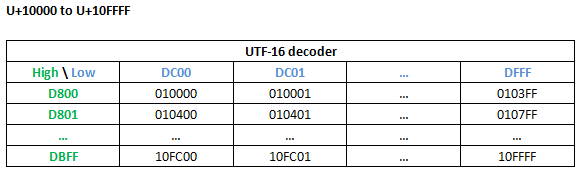 U+10000 to U+10FFFF
UTF-16 decoder
High \ Low DC00 DC01 ... DFFF
D800 010000 010001 ... 0103FF
D801 010400 010401 ... 0107FF
... ... ... ... ...
DBFF 10FC00 10FC01 ... 10FFFF